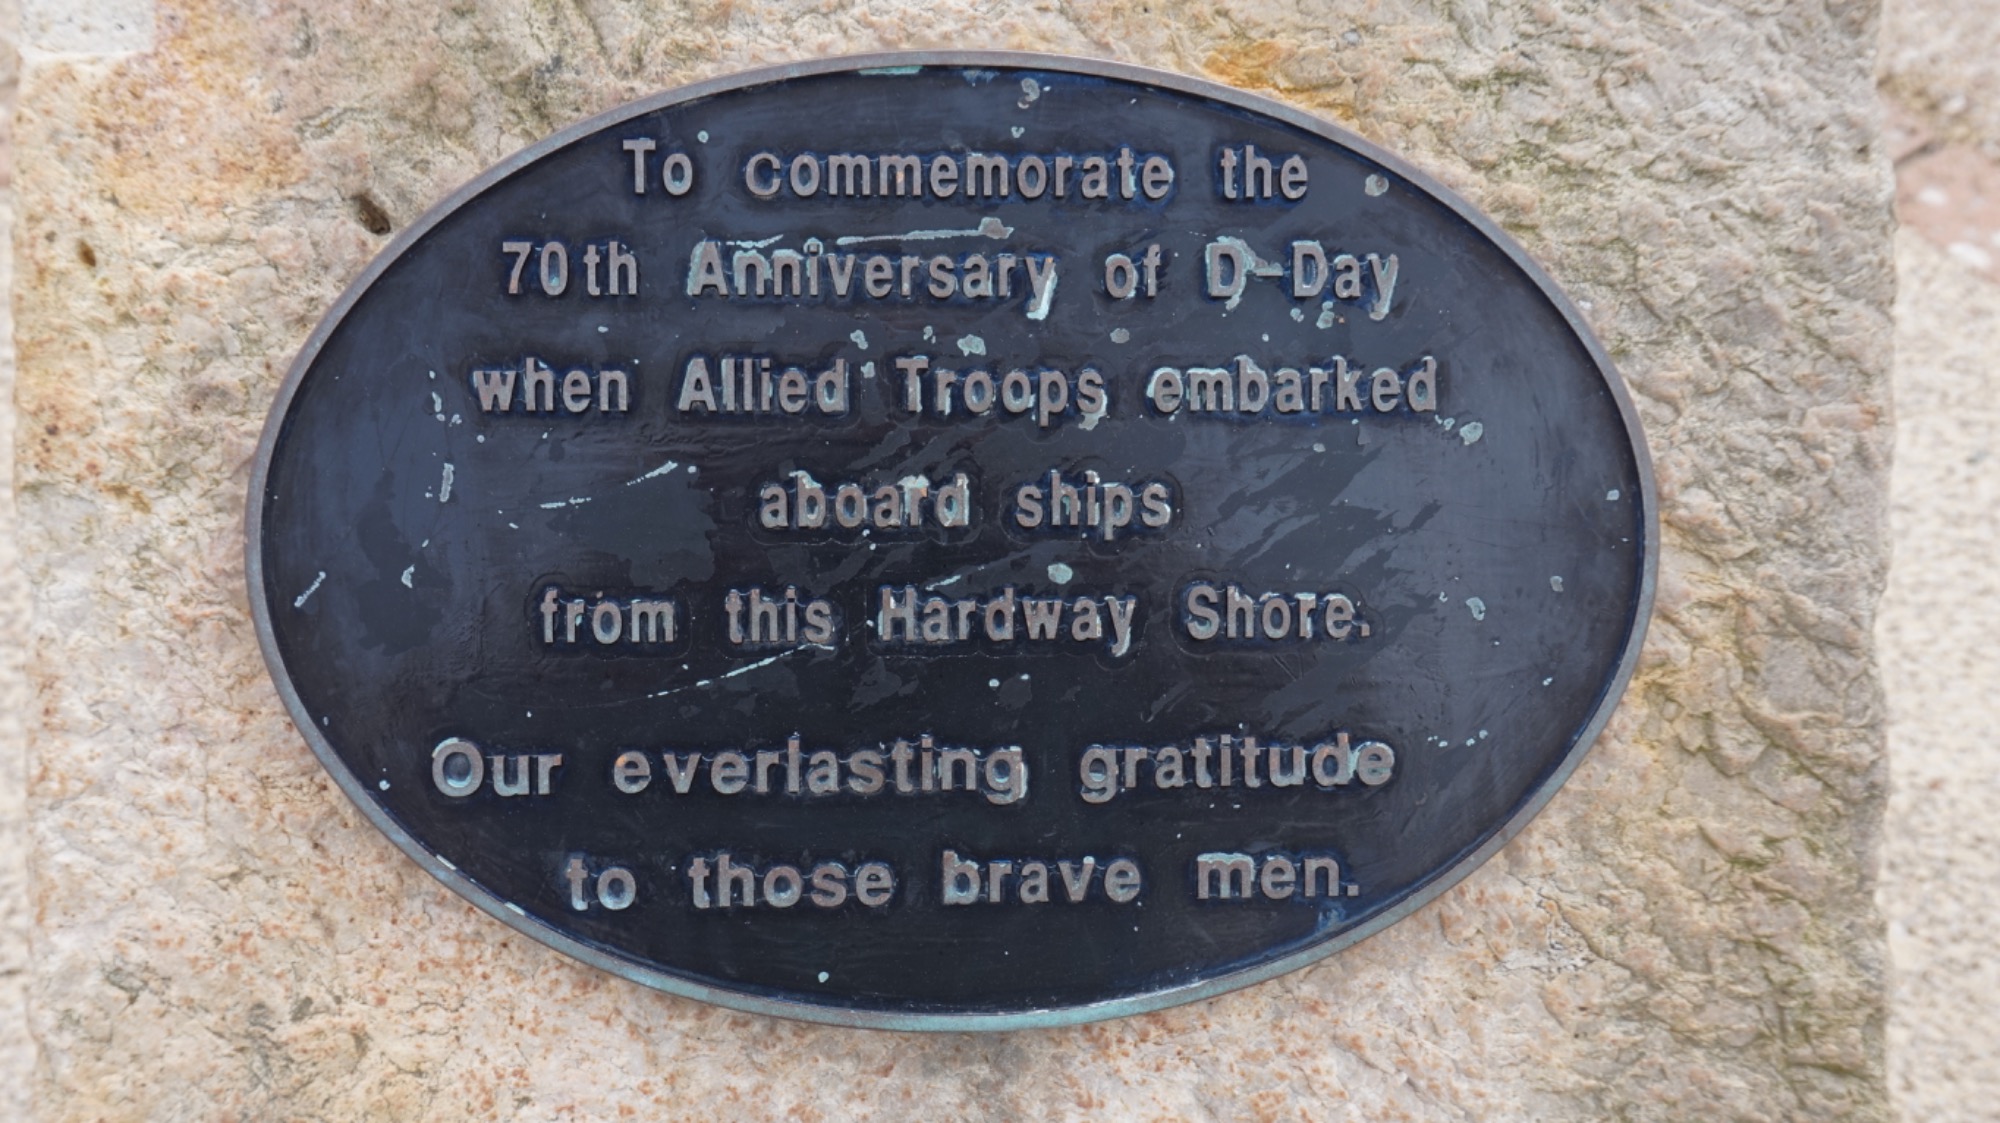 To commemorate the
70th Anniversary of D-Day
when Allied Troops embarked
aboard ships
from this Hardway Shore.
Our everlasting gratitude
to those brave men.